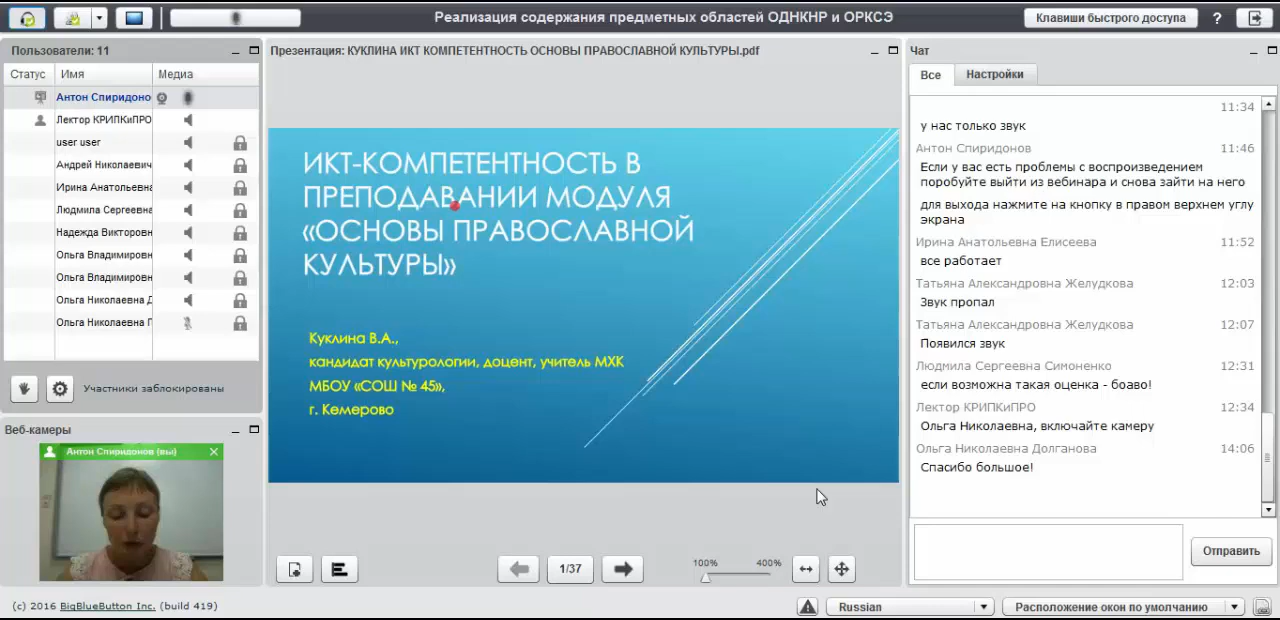 Реализация содержания предметных областей ОДНКНР и ОРКСЭ
Клавиши быстрого доступа
?
Пользователи: 11
Статус
Имя
Медиа
Антон Спиридоно
Лектор КРИПКиПРО
user user
Андрей Николаевич
Ирина Анатольевна
Людмила Сергеевна
Надежда Викторовн
Ольга Владимировн
Ольга Владимировн
Ольга Николаевна Д
Ольга Николаевна Г
Участники заблокированы
Веб-камеры
Антон Спиридонов (вы)
Презентация: КУКЛИНА ИКТ КОМПЕТЕНТНОСТЬ ОСНОВЫ ПРАВОСЛАВНОЙ КУЛЬТУРЫ.pdf
ИКТ-КОМПЕТЕНТНОСТЬ В
ПРЕПОДАВАНИИ МОДУЛЯ
«ОСНОВЫ ПРАВОСЛАВНОЙ
КУЛЬТУРЫ»
Куклина В.А.,
кандидат культурологии, доцент, учитель МХК
МБОУ «СОШ № 45»,
г. Кемерово
1/37
100%
400%
Чат
Все
Настройки
11:34
у нас только звук
Антон Спиридонов 11:46
Если у вас есть проблемы с воспроизведением
поробуйте выйти из вебинара и снова зайти на него
для выхода нажмите на кнопку в правом верхнем углу
экрана
Ирина Анатольевна Елисеева 11:52
все работает
Татьяна Александровна Желудкова 12:03
Звук пропал
Татьяна Александровна Желудкова 12:07
Появился звук
Людмила Сергеевна Симоненко 12:31
если возможна такая оценка - боаво!
Лектор КРИПКиПРО 12:34
Ольга Николаевна, включайте камеру
Ольга Николаевна Долганова 14:06
Спасибо большое!
Отправить
(c) 2016 BigBlueButton Inc. (build 419)
Russian
Расположение окон по умолчанию